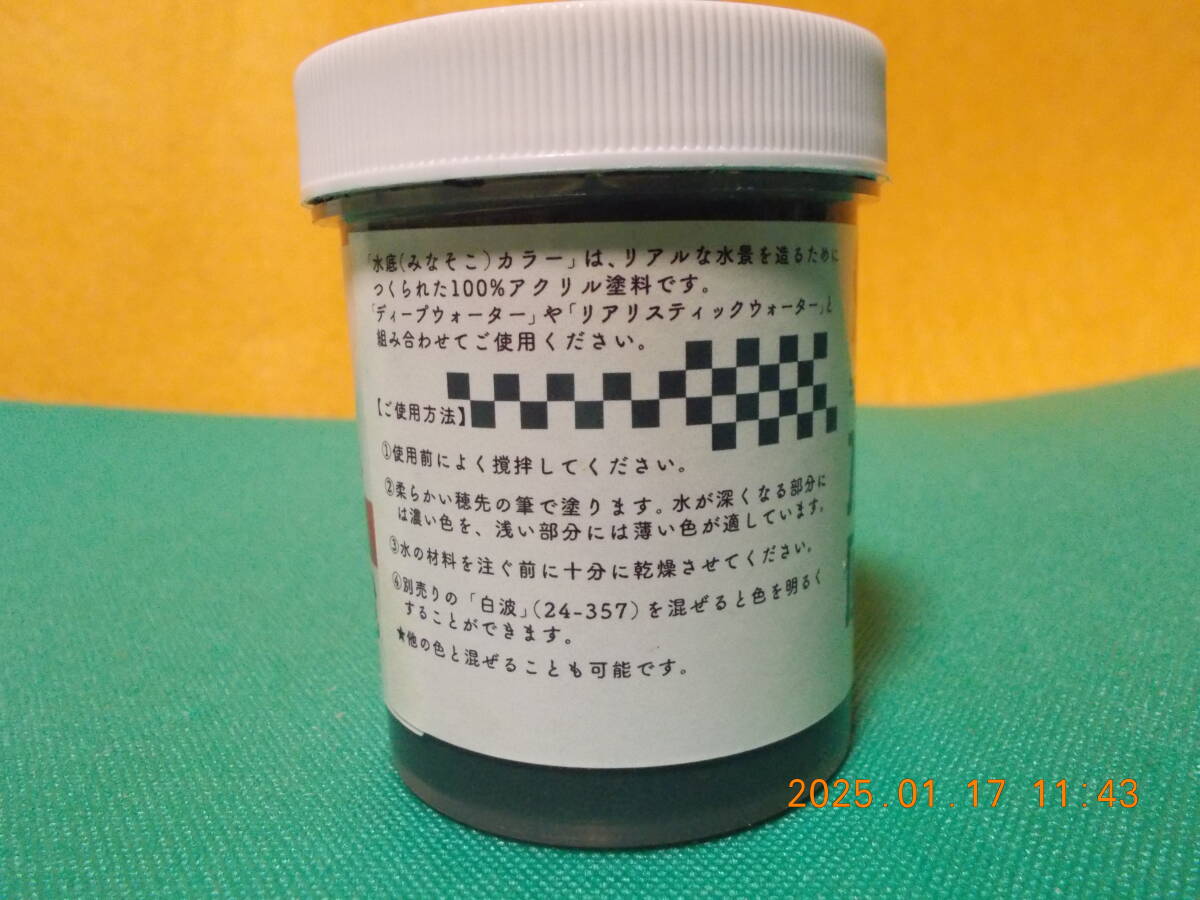 「水底(みなそこ)カラー」は、リアルな水景を造るために
つくられた100%アクリル塗料です。
「ディープウォーター」や「リアリスティックウォーター」と
組み合わせてご使用ください。
【ご使用方法】
①使用前によく撹拌してください。
②柔らかい穂先の筆で塗ります。水が深くなる部分に
は濃い色を、浅い部分には薄い色が適しています。
③水の材料を注ぐ前に十分に乾燥させてください。
④別売りの「白波」(24-357)を混ぜると色を明るく
することができます。
★他の色と混ぜることも可能です。
2025.01.17 11:43